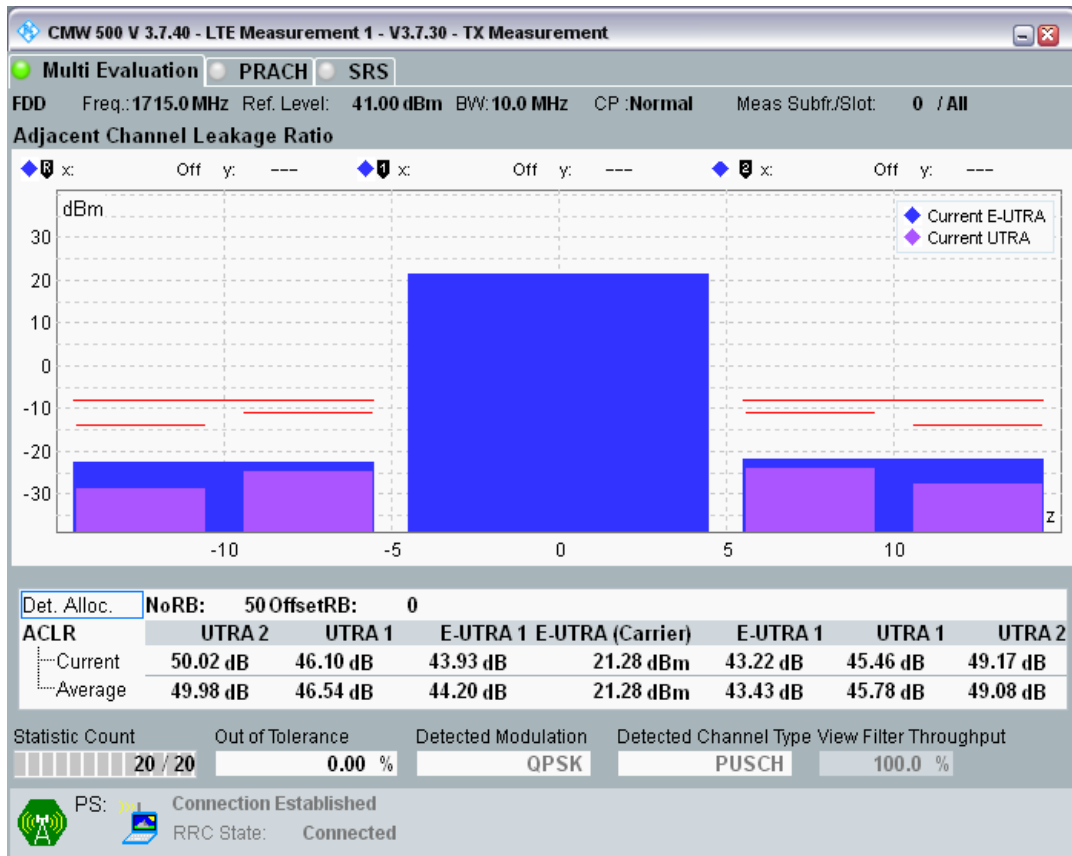 CMW 500 V 3.7.40 - LTE Measurement 1 - V3.7.30 - TX Measurement
Multi Evaluation PRACH SRS
FDD Freq.: 1715.0 MHz Ref. Level: 41.00 dBm BW: 10.0 MHz CP :Normal Meas Subfr./Slot: 0 / All
Adjacent Channel Leakage Ratio
R x: Off y: --- 1 x: Off y: --- 2 x: Off y: ---
dBm
Current E-UTRA
Current UTRA
30
20
10
0
-10
-20
-30
z
-10 -5 0 5 10
Det. Alloc. NoRB: 50 OffsetRB: 0
ACLR UTRA 2 UTRA 1 E-UTRA 1 E-UTRA (Carrier) E-UTRA 1 UTRA 1 UTRA 2
Current 50.02 dB 46.10 dB 43.93 dB 21.28 dBm 43.22 dB 45.46 dB 49.17 dB
Average 49.98 dB 46.54 dB 44.20 dB 21.28 dBm 43.43 dB 45.78 dB 49.08 dB
Statistic Count Out of Tolerance Detected Modulation Detected Channel Type View Filter Throughput
20 / 20 0.00 % QPSK PUSCH 100.0 %
PS: Connection Established
RRC State: Connected